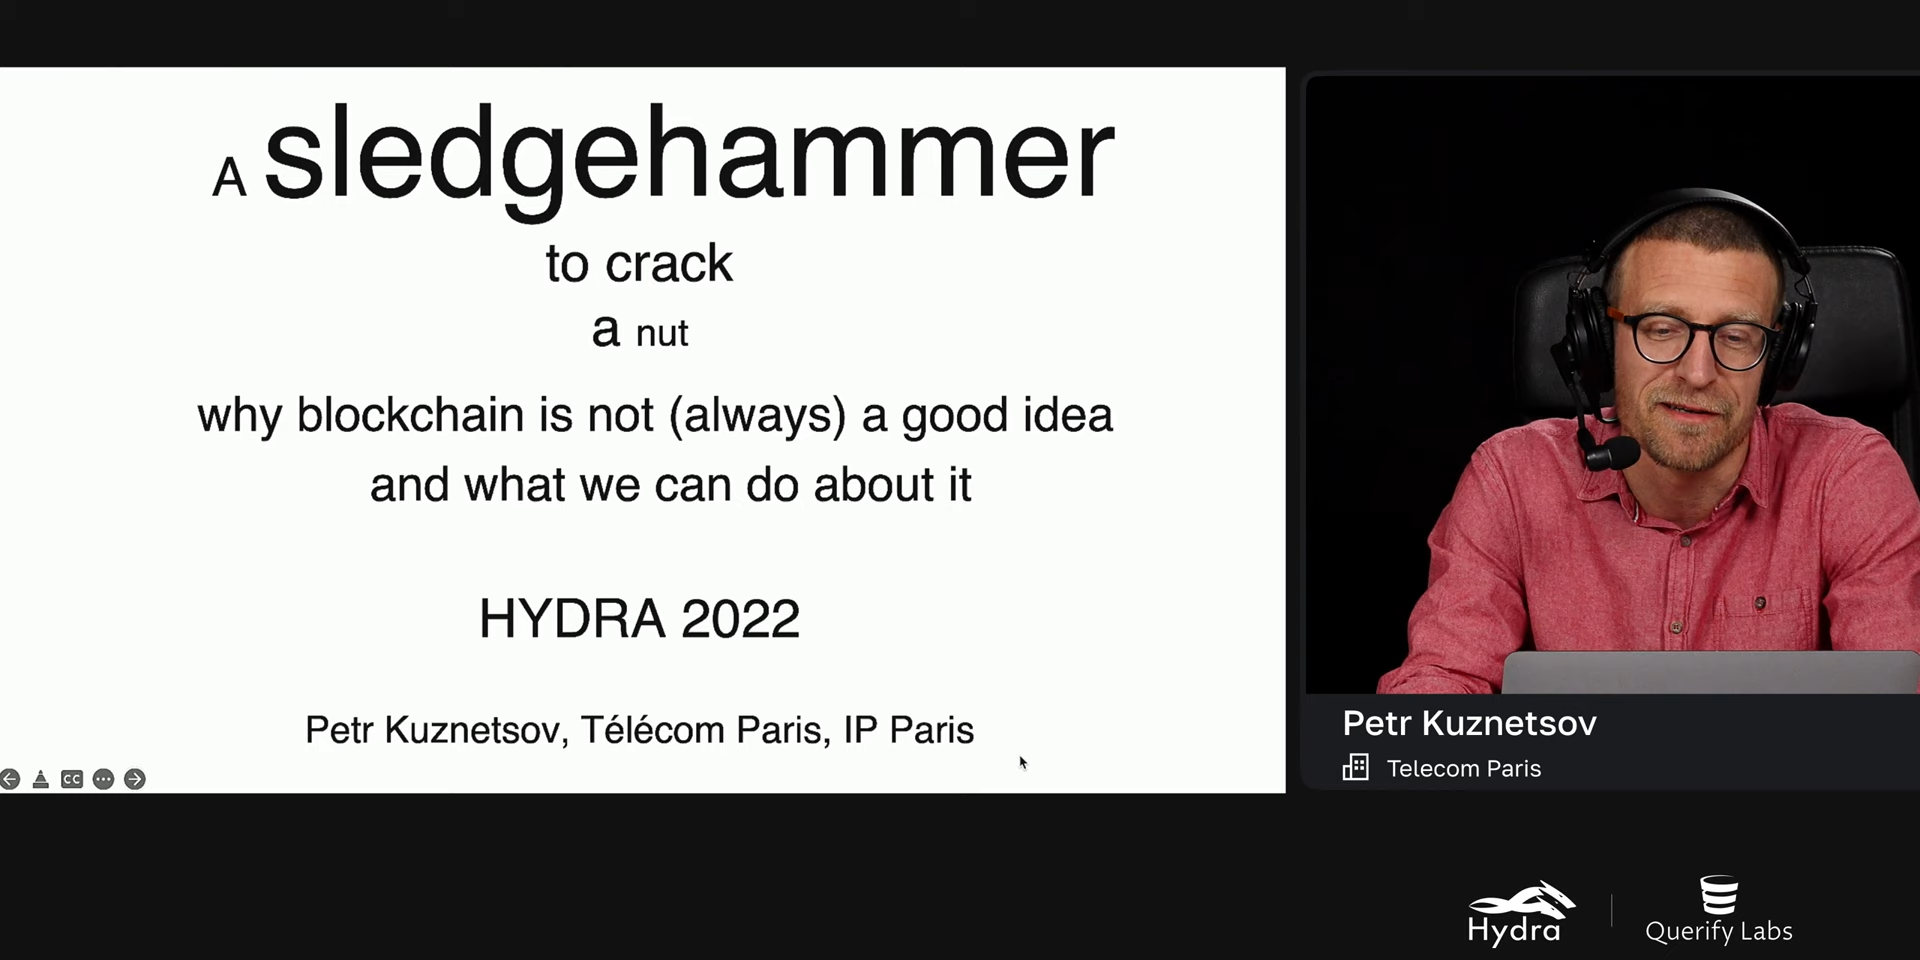 A sledgehammer
to crack
a nut
why blockchain is not (always) a good idea
and what we can do about it
HYDRA 2022
Petr Kuznetsov, Télécom Paris, IP Paris
CC
Petr Kuznetsov
Telecom Paris
Hydra
Querify Labs